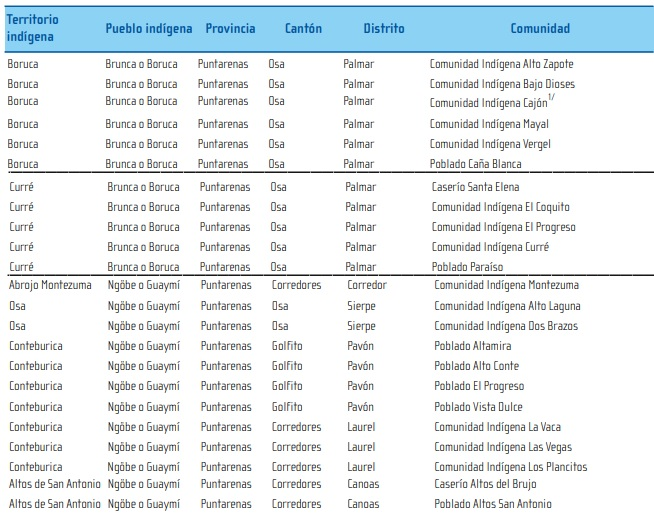 Territorio indígena Pueblo indígena Provincia Cantón Distrito Comunidad
Boruca Brunca o Boruca Puntarenas Osa Palmar Comunidad Indígena Alto Zapote
Boruca Brunca o Boruca Puntarenas Osa Palmar Comunidad Indígena Bajo Dioses
Boruca Brunca o Boruca Puntarenas Osa Palmar Comunidad Indígena Cajón1/
Boruca Brunca o Boruca Puntarenas Osa Palmar Comunidad Indígena Mayal
Boruca Brunca o Boruca Puntarenas Osa Palmar Comunidad Indígena Vergel
Boruca Brunca o Boruca Puntarenas Osa Palmar Poblado Caña Blanca
Curré Brunca o Boruca Puntarenas Osa Palmar Caserío Santa Elena
Curré Brunca o Boruca Puntarenas Osa Palmar Comunidad Indígena El Coquito
Curré Brunca o Boruca Puntarenas Osa Palmar Comunidad Indígena El Progreso
Curré Brunca o Boruca Puntarenas Osa Palmar Comunidad Indígena Curré
Curré Brunca o Boruca Puntarenas Osa Palmar Poblado Paraíso
Abrojo Montezuma Ngöbe o Guaymí Puntarenas Corredores Corredor Comunidad Indígena Montezuma
Osa Ngöbe o Guaymí Puntarenas Osa Sierpe Comunidad Indígena Alto Laguna
Osa Ngöbe o Guaymí Puntarenas Osa Sierpe Comunidad Indígena Dos Brazos
Conteburica Ngöbe o Guaymí Puntarenas Golfito Pavón Poblado Altamira
Conteburica Ngöbe o Guaymí Puntarenas Golfito Pavón Poblado Alto Conte
Conteburica Ngöbe o Guaymí Puntarenas Golfito Pavón Poblado El Progreso
Conteburica Ngöbe o Guaymí Puntarenas Golfito Pavón Poblado Vista Dulce
Conteburica Ngöbe o Guaymí Puntarenas Corredores Laurel Comunidad Indígena La Vaca
Conteburica Ngöbe o Guaymí Puntarenas Corredores Laurel Comunidad Indígena Las Vegas
Conteburica Ngöbe o Guaymí Puntarenas Corredores Laurel Comunidad Indígena Los Plancitos
Altos de San Antonio Ngöbe o Guaymí Puntarenas Corredores Canoas Caserío Altos del Brujo
Altos de San Antonio Ngöbe o Guaymí Puntarenas Corredores Canoas Poblado Altos San Antonio